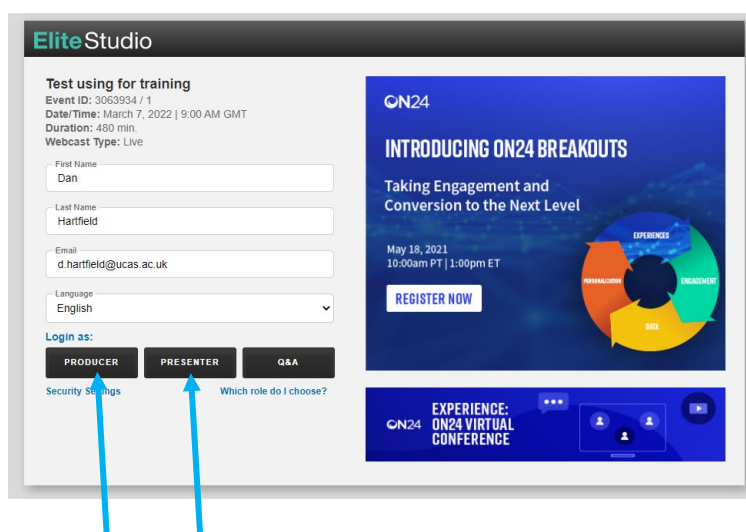 EliteStudio
Test using for training
Event ID: 3063934 / 1
Date/Time: March 7, 2022 | 9:00 AM GMT
Duration: 480 min.
Webcast Type: Live
First Name
Dan
Last Name
Hartfield
Email
d.hartfield@ucas.ac.uk
Language
English
Login as:
PRODUCER PRESENTER Q&A
Security Settings Which role do I choose?
ON24
INTRODUCING ON24 BREAKOUTS
Taking Engagement and
Conversion to the Next Level
May 18, 2021
10:00am PT | 1:00pm ET
REGISTER NOW
EXPERIENCES
PERSONALIZATION
ENGAGEMENT
DATA
ON24
EXPERIENCE:
ON24 VIRTUAL
CONFERENCE